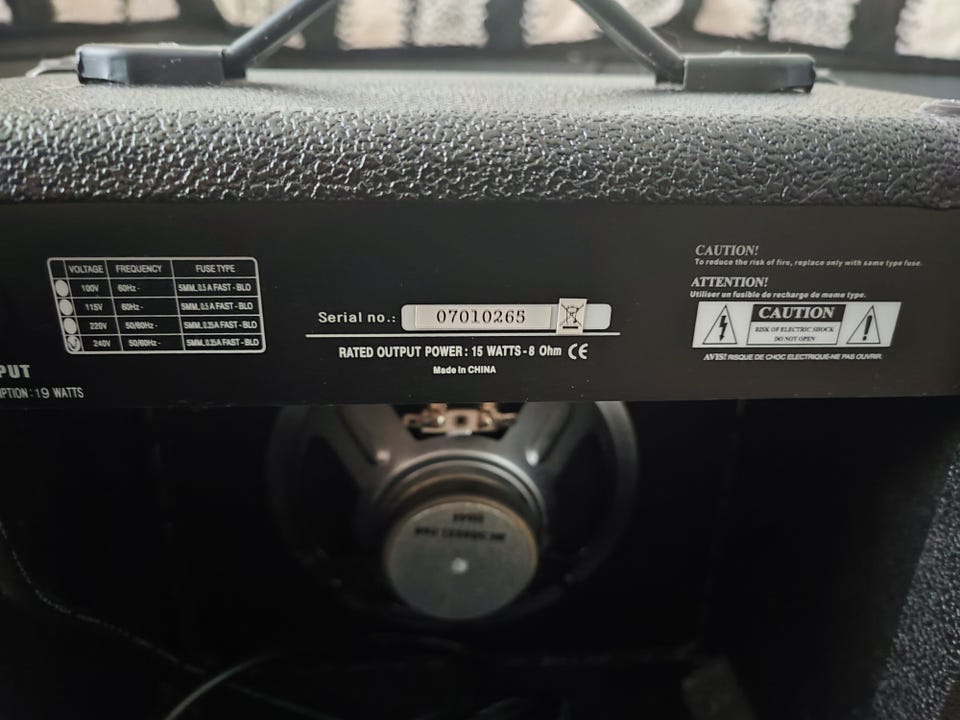 VOLTAGE FREQUENCY FUSE TYPE
100V 60Hz - 5MM, 0.5 A FAST - BLO
115V 60Hz - 5MM, 0.5 A FAST - BLO
220V 50/60Hz - 5MM, 0.25A FAST - BLO
240V 50/60Hz - 5MM, 0.25A FAST - BLO
PUT
MPTION : 19 WATTS
Serial no.: 07010265
RATED OUTPUT POWER : 15 WATTS - 8 Ohm CE
Made In CHINA
CAUTION!
To reduce the risk of fire, replace only with same type fuse.
ATTENTION!
Utiliser un fusible de recharge de meme type.
CAUTION
RISK OF ELECTRIC SHOCK
DO NOT OPEN
AVIS! RISQUE DE CHOC ELECTRIQUE-NE PAS OUVRIR.